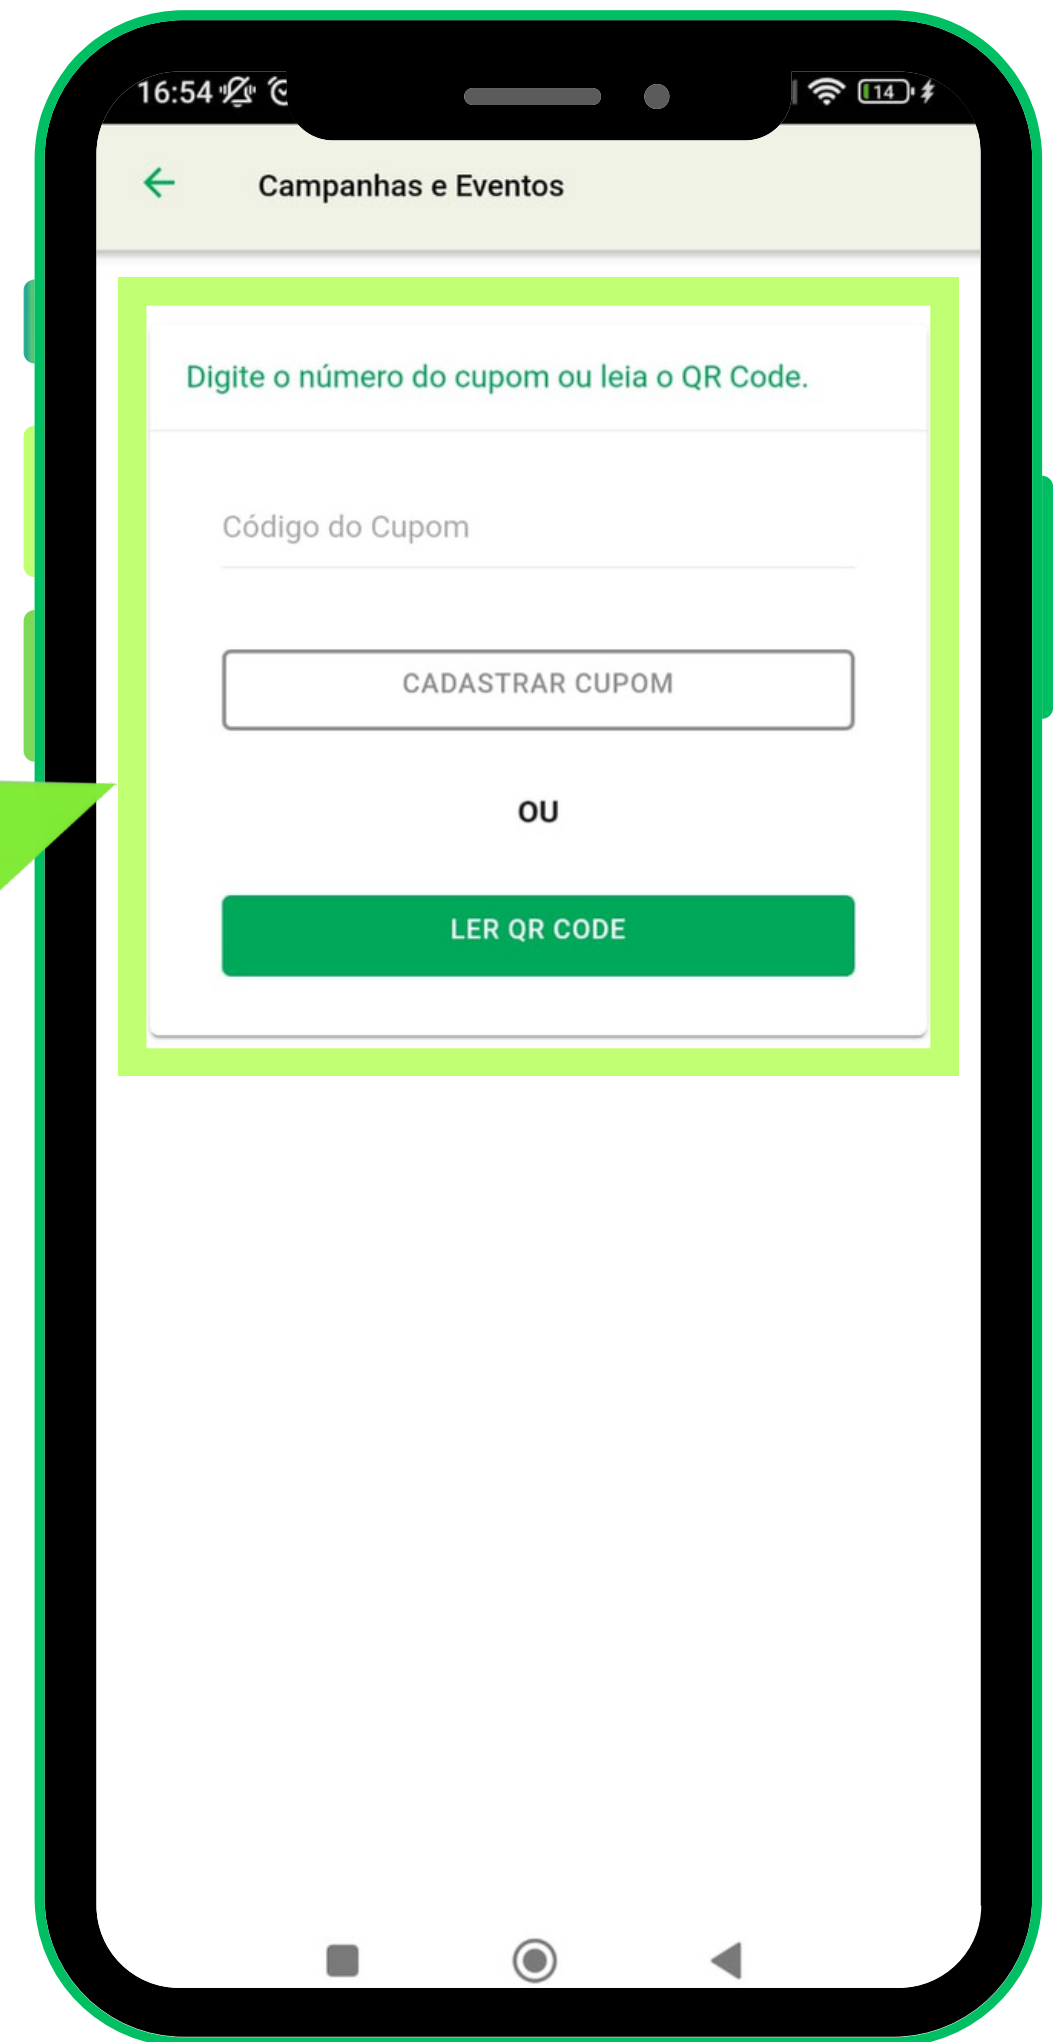 16:54
14
Campanhas e Eventos
Digite o número do cupom ou leia o QR Code.
Código do Cupom
CADASTRAR CUPOM
OU
LER QR CODE